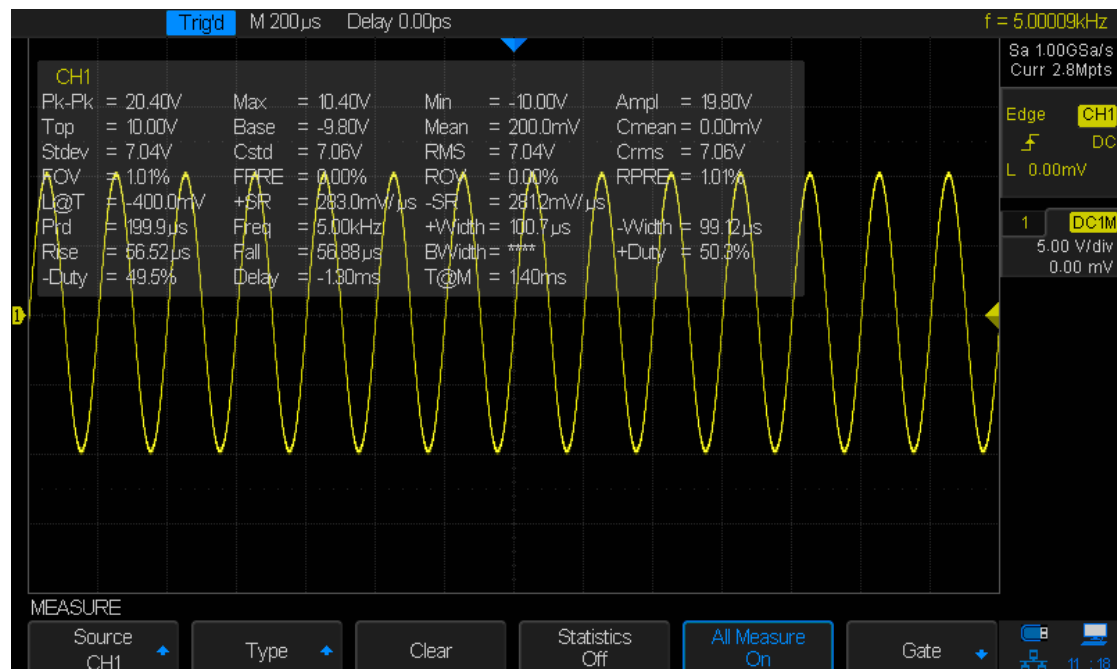 Trig'd M 200µs Delay 0.00ps f = 5.00009kHz
Sa 1.00GSa/s
Curr 2.8Mpts
CH1
Pk-Pk = 20.40V Max = 10.40V Min = -10.00V Ampl = 19.80V
Top = 10.00V Base = -9.80V Mean = 200.0mV Cmean = 0.00mV
Stdev = 7.04V Cstd = 7.06V RMS = 7.04V Crms = 7.06V
FOV = 1.01% FPRE = 0.00% ROV = 0.00% RPRE = 1.01%
L@T = -400.0mV +SR = 283.0mV/µs -SR = 281.2mV/µs
Prd = 199.9µs Freq = 5.00kHz +Width = 100.7µs -Width = 99.12µs
Rise = 56.52µs Fall = 56.88µs BWidth = **** +Duty = 50.3%
-Duty = 49.5% Delay = -1.30ms T@M = 1.40ms
Edge CH1
DC
L 0.00mV
1 DC1M
5.00 V/div
0.00 mV
1
MEASURE
Source
CH1
Type
Clear
Statistics
Off
All Measure
On
Gate
11 : 18